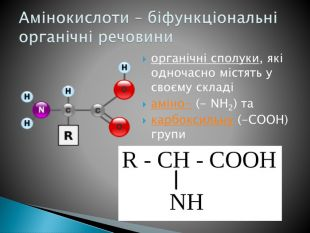 Амінокислоти – біфункціональні
органічні речовини
органічні сполуки, які
одночасно містять у
своєму складі
аміно- (- NH₂) та
карбоксильну (-COOH)
групи
H
O
H
N
C
C
O
H
R
H
R - CH - COOH
NH